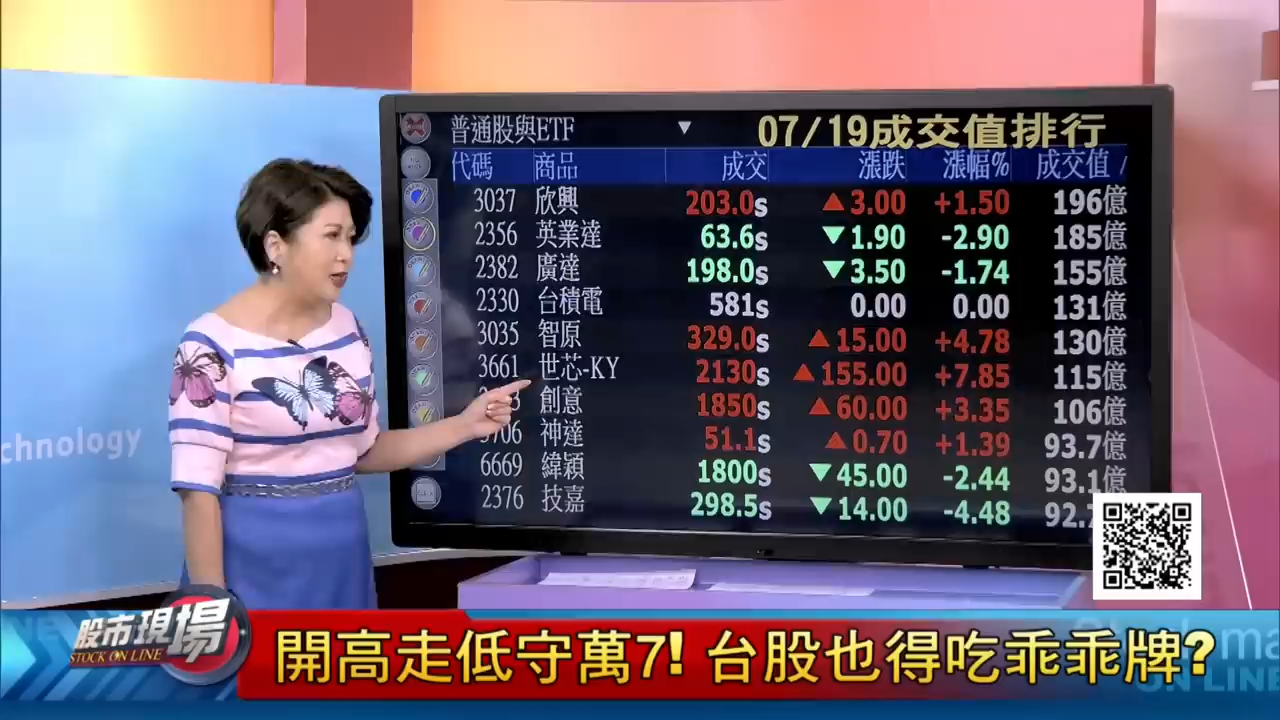 普通股與ETF ▼ 07/19成交值排行
代碼 商品 成交 漲跌 漲幅% 成交值 /
3037 欣興 203.0s ▲3.00 +1.50 196億
2356 英業達 63.6s ▼1.90 -2.90 185億
2382 廣達 198.0s ▼3.50 -1.74 155億
2330 台積電 581s 0.00 0.00 131億
3035 智原 329.0s ▲15.00 +4.78 130億
3661 世芯-KY 2130s ▲155.00 +7.85 115億
創意 1850s ▲60.00 +3.35 106億
神達 51.1s ▲0.70 +1.39 93.7億
6669 緯穎 1800s ▼45.00 -2.44 93.1億
2376 技嘉 298.5s ▼14.00 -4.48 92.
chnology
股市現場
STOCK ON LINE
開高走低守萬7! 台股也得吃乖乖牌?
ON LINE